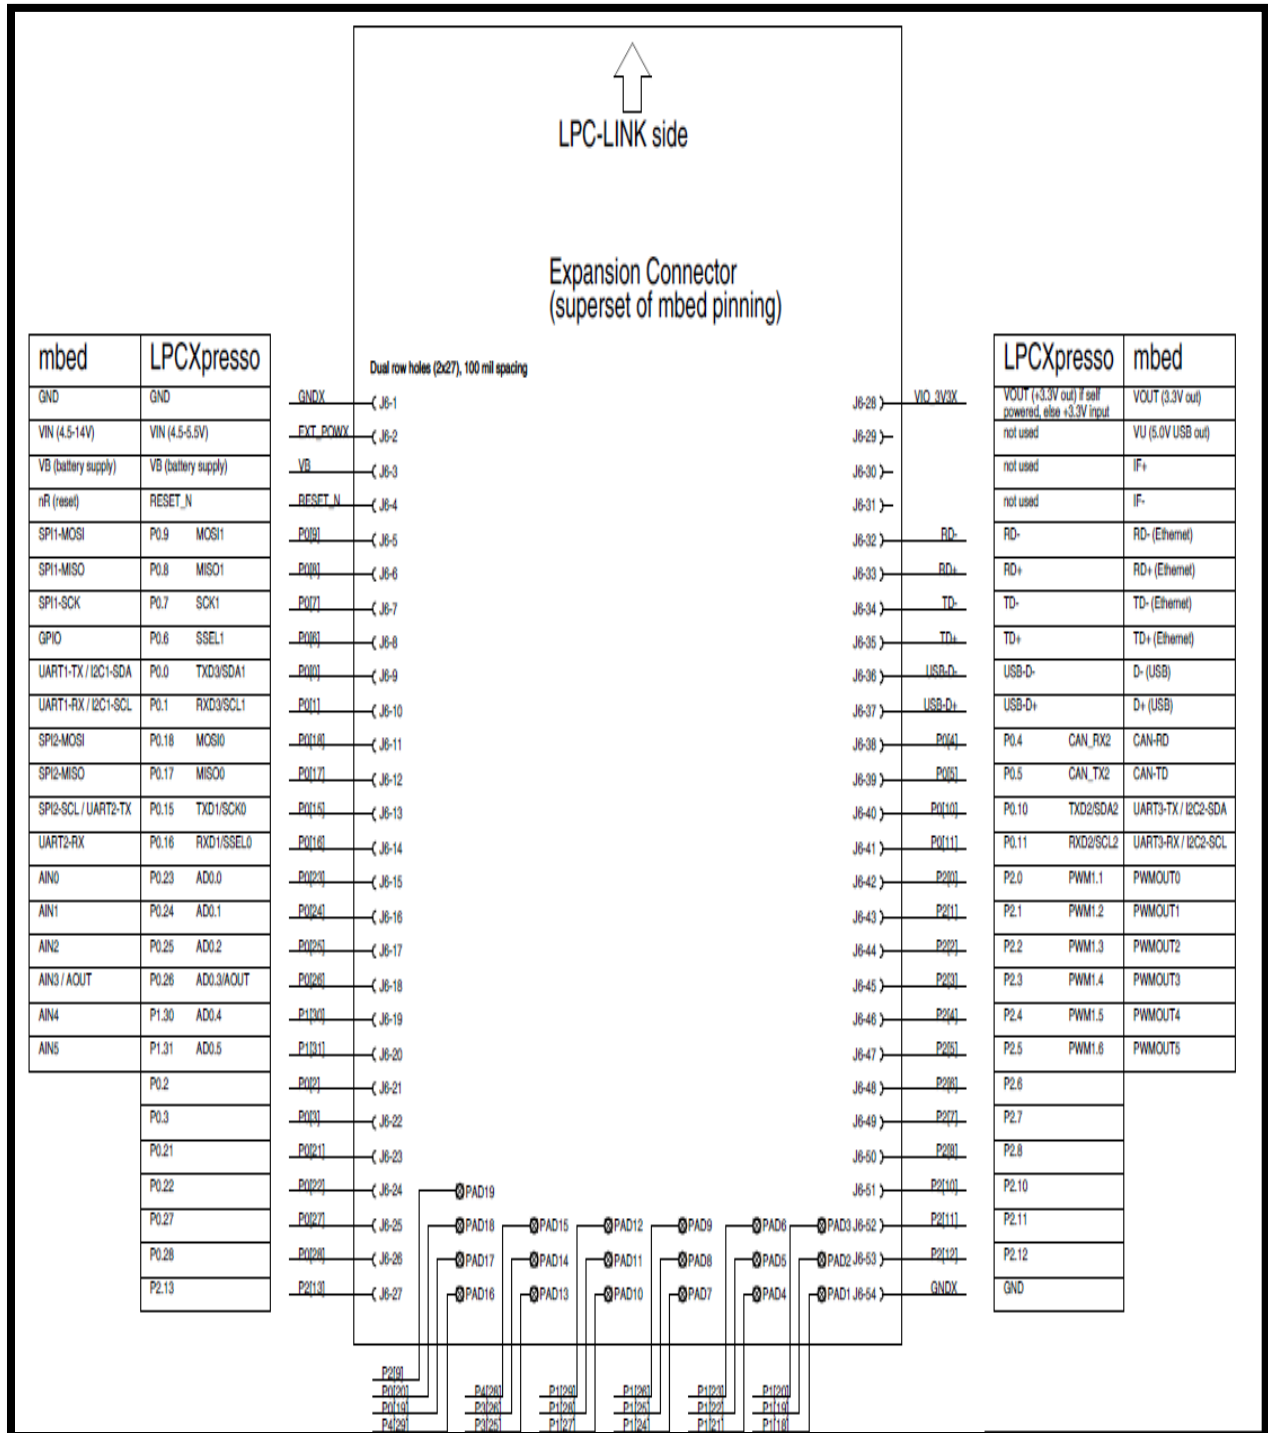 LPC-LINK side
Expansion Connector
(superset of mbed pinning)
Dual row holes (2x27), 100 mil spacing
mbed LPCXpresso
GND GND GNDX J6-1
VIN (4.5-14V) VIN (4.5-5.5V) EXT_POWX J6-2
VB (battery supply) VB (battery supply) VB J6-3
nR (reset) RESET_N RESET_N J6-4
SPI1-MOSI P0.9 MOSI1 P0[9] J6-5
SPI1-MISO P0.8 MISO1 P0[8] J6-6
SPI1-SCK P0.7 SCK1 P0[7] J6-7
GPIO P0.6 SSEL1 P0[6] J6-8
UART1-TX / I2C1-SDA P0.0 TXD3/SDA1 P0[0] J6-9
UART1-RX / I2C1-SCL P0.1 RXD3/SCL1 P0[1] J6-10
SPI2-MOSI P0.18 MOSI0 P0[18] J6-11
SPI2-MISO P0.17 MISO0 P0[17] J6-12
SPI2-SCL / UART2-TX P0.15 TXD1/SCK0 P0[15] J6-13
UART2-RX P0.16 RXD1/SSEL0 P0[16] J6-14
AIN0 P0.23 AD0.0 P0[23] J6-15
AIN1 P0.24 AD0.1 P0[24] J6-16
AIN2 P0.25 AD0.2 P0[25] J6-17
AIN3 / AOUT P0.26 AD0.3/AOUT P0[26] J6-18
AIN4 P1.30 AD0.4 P1[30] J6-19
AIN5 P1.31 AD0.5 P1[31] J6-20
P0.2 P0[2] J6-21
P0.3 P0[3] J6-22
P0.21 P0[21] J6-23
P0.22 P0[22] J6-24
P0.27 P0[27] J6-25
P0.28 P0[28] J6-26
P2.13 P2[13] J6-27
LPCXpresso mbed
J6-28 VIO_3V3X VOUT (+3.3V out) if self powered, else +3.3V input VOUT (3.3V out)
J6-29 not used VU (5.0V USB out)
J6-30 not used IF+
J6-31 not used IF-
J6-32 RD- RD- RD- (Ethernet)
J6-33 RD+ RD+ RD+ (Ethernet)
J6-34 TD- TD- TD- (Ethernet)
J6-35 TD+ TD+ TD+ (Ethernet)
J6-36 USB-D- USB-D- D- (USB)
J6-37 USB-D+ USB-D+ D+ (USB)
J6-38 P0[4] P0.4 CAN_RX2 CAN-RD
J6-39 P0[5] P0.5 CAN_TX2 CAN-TD
J6-40 P0[10] P0.10 TXD2/SDA2 UART3-TX / I2C2-SDA
J6-41 P0[11] P0.11 RXD2/SCL2 UART3-RX / I2C2-SCL
J6-42 P2[0] P2.0 PWM1.1 PWMOUT0
J6-43 P2[1] P2.1 PWM1.2 PWMOUT1
J6-44 P2[2] P2.2 PWM1.3 PWMOUT2
J6-45 P2[3] P2.3 PWM1.4 PWMOUT3
J6-46 P2[4] P2.4 PWM1.5 PWMOUT4
J6-47 P2[5] P2.5 PWM1.6 PWMOUT5
J6-48 P2[6] P2.6
J6-49 P2[7] P2.7
J6-50 P2[8] P2.8
J6-51 P2[10] P2.10
J6-52 P2[11] P2.11
J6-53 P2[12] P2.12
J6-54 GNDX GND
PAD19
PAD18 PAD15 PAD12 PAD9 PAD6 PAD3
PAD17 PAD14 PAD11 PAD8 PAD5 PAD2
PAD16 PAD13 PAD10 PAD7 PAD4 PAD1
P2[9]
P0[20] P4[28] P1[29] P1[26] P1[23] P1[20]
P0[19] P3[26] P1[28] P1[25] P1[22] P1[19]
P4[29] P3[25] P1[27] P1[24] P1[21] P1[18]